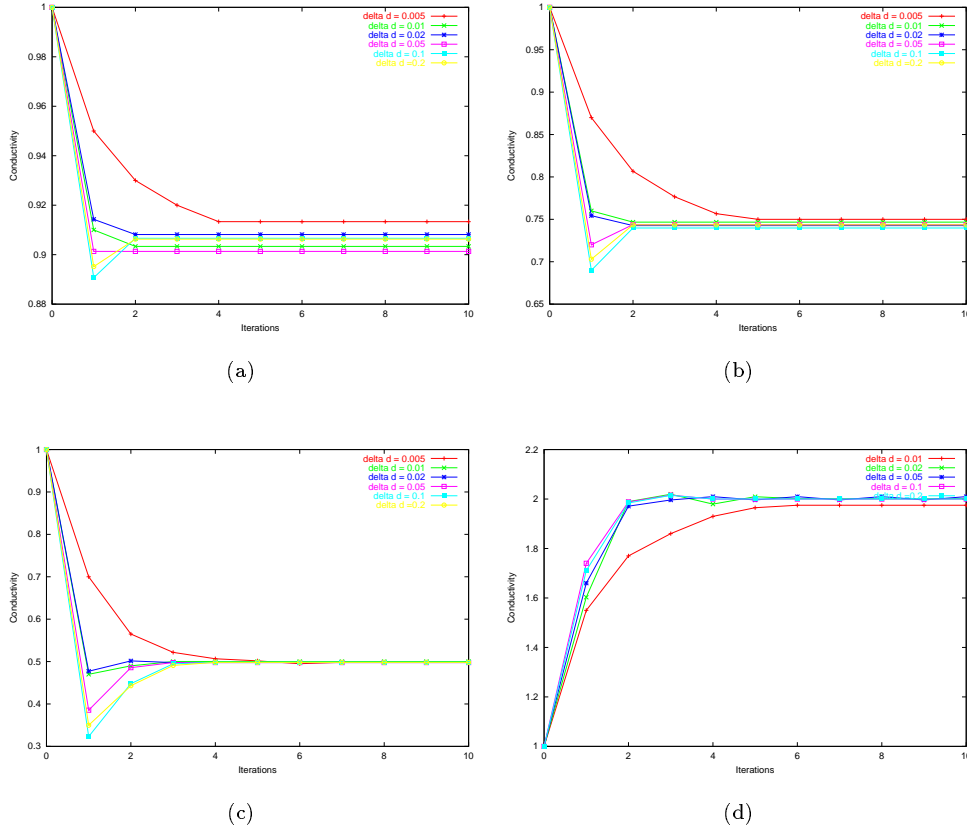 1
0.98
0.96
0.94
0.92
0.9
0.88
0 2 4 6 8 10
Conductivity
Iterations
delta d = 0.005
delta d = 0.01
delta d = 0.02
delta d = 0.05
delta d = 0.1
delta d =0.2
(a)
1
0.95
0.9
0.85
0.8
0.75
0.7
0.65
0 2 4 6 8 10
Conductivity
Iterations
delta d = 0.005
delta d = 0.01
delta d = 0.02
delta d = 0.05
delta d = 0.1
delta d =0.2
(b)
1
0.9
0.8
0.7
0.6
0.5
0.4
0.3
0 2 4 6 8 10
Conductivity
Iterations
delta d = 0.005
delta d = 0.01
delta d = 0.02
delta d = 0.05
delta d = 0.1
delta d =0.2
(c)
2.2
2.0
1.8
1.6
1.4
1.2
1
0 2 4 6 8 10
Conductivity
Iterations
delta d = 0.01
delta d = 0.02
delta d = 0.05
delta d = 0.1
delta d =0.2
(d)